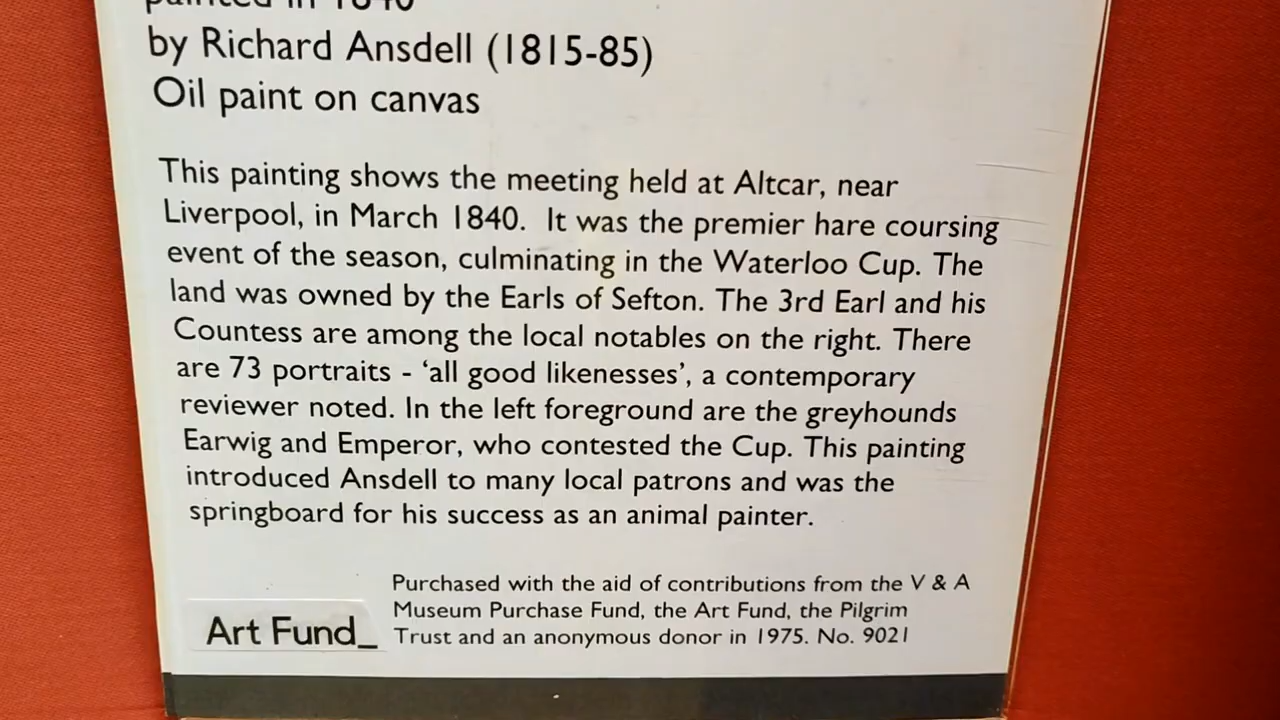 painted in 1840
by Richard Ansdell (1815-85)
Oil paint on canvas
This painting shows the meeting held at Altcar, near
Liverpool, in March 1840. It was the premier hare coursing
event of the season, culminating in the Waterloo Cup. The
land was owned by the Earls of Sefton. The 3rd Earl and his
Countess are among the local notables on the right. There
are 73 portraits - ‘all good likenesses’, a contemporary
reviewer noted. In the left foreground are the greyhounds
Earwig and Emperor, who contested the Cup. This painting
introduced Ansdell to many local patrons and was the
springboard for his success as an animal painter.
Purchased with the aid of contributions from the V & A
Museum Purchase Fund, the Art Fund, the Pilgrim
Trust and an anonymous donor in 1975. No. 9021
Art Fund_